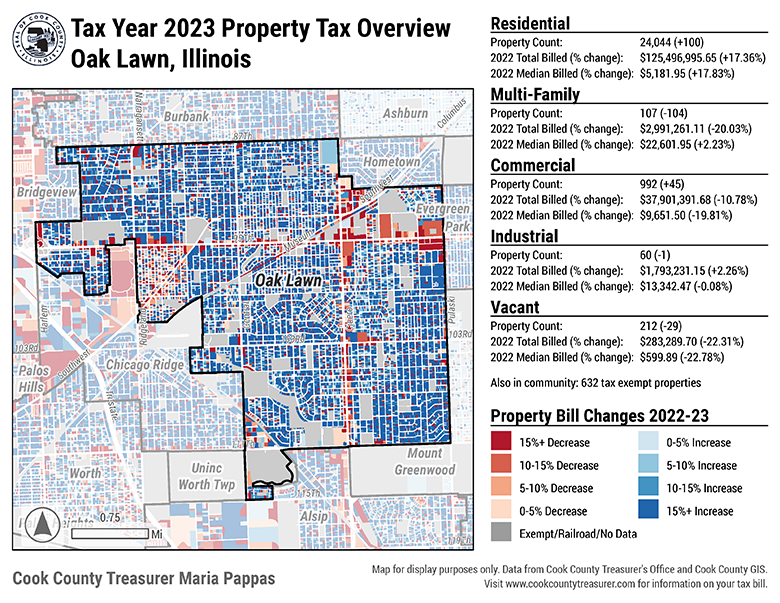 Tax Year 2023 Property Tax Overview
Oak Lawn, Illinois
Residential
Property Count: 24,044 (+100)
2022 Total Billed (% change): $125,496,995.65 (+17.36%)
2022 Median Billed (% change): $5,181.95 (+17.83%)
Multi-Family
Property Count: 107 (-104)
2022 Total Billed (% change): $2,991,261.11 (-20.03%)
2022 Median Billed (% change): $22,601.95 (+2.23%)
Commercial
Property Count: 992 (+45)
2022 Total Billed (% change): $37,901,391.68 (-10.78%)
2022 Median Billed (% change): $9,651.50 (-19.81%)
Industrial
Property Count: 60 (-1)
2022 Total Billed (% change): $1,793,231.15 (+2.26%)
2022 Median Billed (% change): $13,342.47 (-0.08%)
Vacant
Property Count: 212 (-29)
2022 Total Billed (% change): $283,289.70 (-22.31%)
2022 Median Billed (% change): $599.89 (-22.78%)
Also in community: 632 tax exempt properties
Property Bill Changes 2022-23
15%+ Decrease
10-15% Decrease
5-10% Decrease
0-5% Decrease
Exempt/Railroad/No Data
0-5% Increase
5-10% Increase
10-15% Increase
15%+ Increase
Burbank
Ashburn
Columbus
87th
Hometown
Southwest
Bridgeview
Evergreen
Park
Oak Lawn
Pulaski
Harlem
Ridgeland
103Rd
103Rd
Southwest
Palos
Hills
Chicago Ridge
Tri-State
Worth
Uninc
Worth Twp
Mount
Greenwood
115th
Alsip
0.75
Mi
Cook County Treasurer Maria Pappas
Map for display purposes only. Data from Cook County Treasurer's Office and Cook County GIS.
Visit www.cookcountytreasurer.com for information on your tax bill.